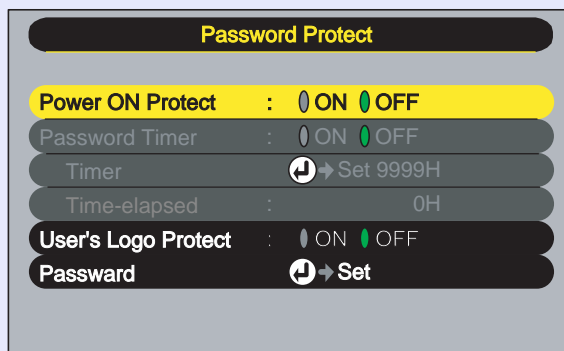 Password Protect
Power ON Protect : ON OFF
Password Timer : ON OFF
Timer Set 9999H
Time-elapsed : 0H
User's Logo Protect : ON OFF
Passward Set